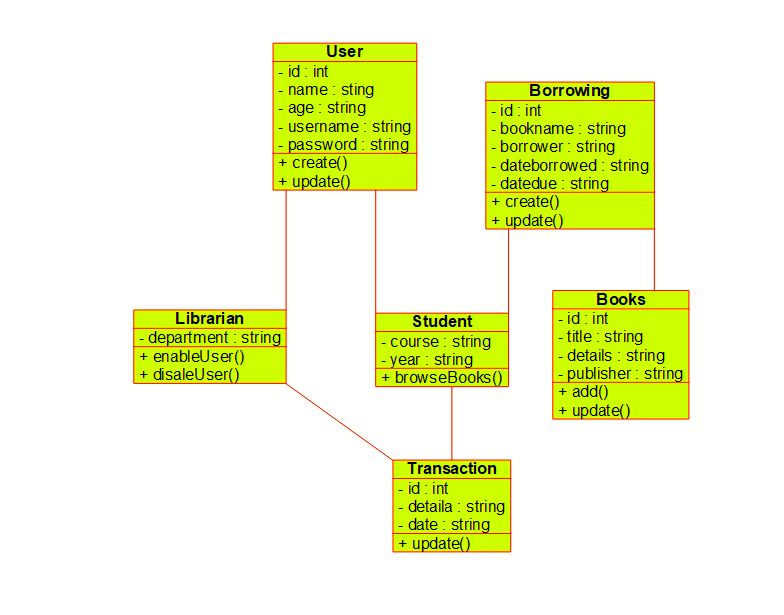 User
- id : int
- name : sting
- age : string
- username : string
- password : string
+ create()
+ update()
Borrowing
- id : int
- bookname : string
- borrower : string
- dateborrowed : string
- datedue : string
+ create()
+ update()
Librarian
- department : string
+ enableUser()
+ disaleUser()
Student
- course : string
- year : string
+ browseBooks()
Books
- id : int
- title : string
- details : string
- publisher : string
+ add()
+ update()
Transaction
- id : int
- detaila : string
- date : string
+ update()